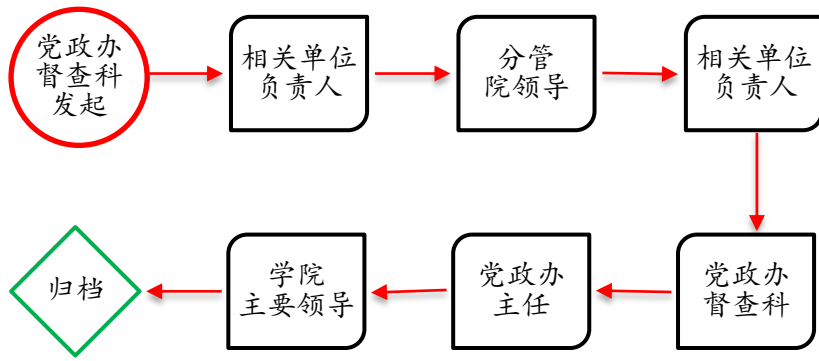 党政办
督查科
发起
相关单位
负责人
分管
院领导
相关单位
负责人
党政办
督查科
党政办
主任
学院
主要领导
归档